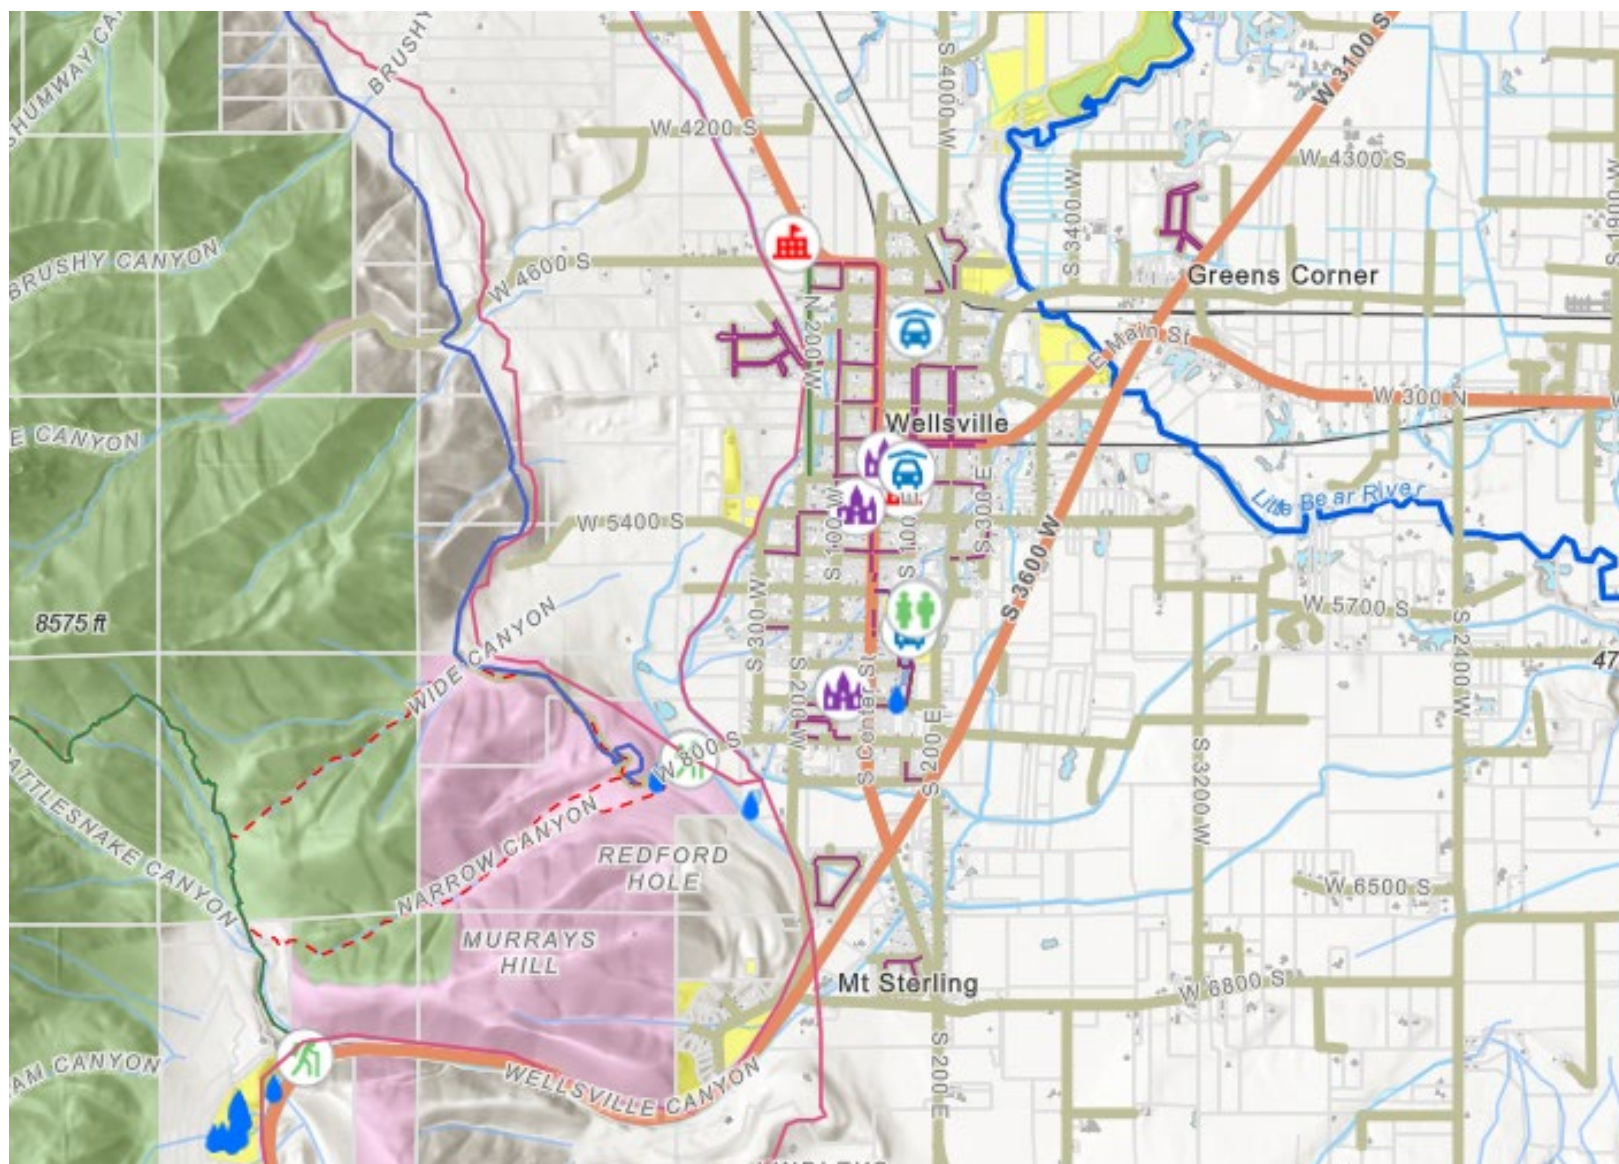 SHUMWAY CA
BRUSHY
S 4000 W
W 3100 S
W 4200 S
W 4300 S
S 3400 W
S 1900 W
BRUSHY CANYON
W 4600 S
Greens Corner
N 200 W
E Main St
W 300 N
Wellsville
E CANYON
W 5400 S
S 100 W
S 100 E
S 300 E
Little Bear River
S 3600 W
8575 ft
WIDE CANYON
S 300 W
W 5700 S
S 2400 W
47
S 200 W
S Center St
S 200 E
W 800 S
S 3200 W
ATTLESNAKE CANYON
NARROW CANYON
REDFORD
HOLE
W 6500 S
MURRAYS
HILL
Mt Sterling
W 6800 S
AM CANYON
WELLSVILLE CANYON
S 200 E